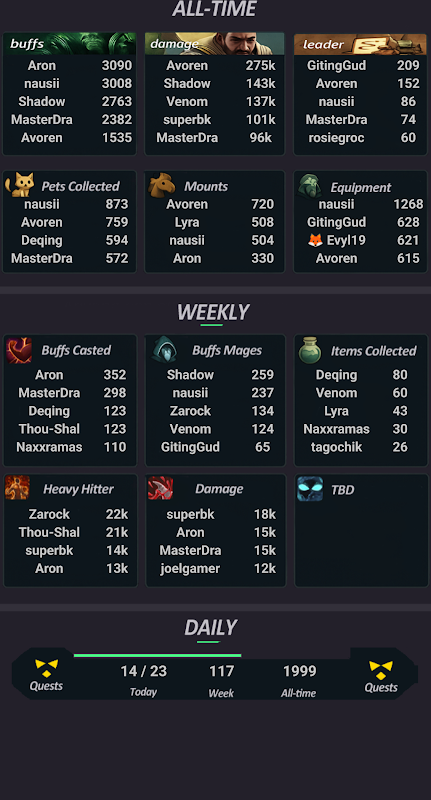 ALL-TIME
buffs
Aron 3090
nausii 3008
Shadow 2763
MasterDra 2382
Avoren 1535
damage
Avoren 275k
Shadow 143k
Venom 137k
superbk 101k
MasterDra 96k
leader
GitingGud 209
Avoren 152
nausii 86
MasterDra 74
rosiegroc 60
Pets Collected
nausii 873
Avoren 759
Deqing 594
MasterDra 572
Mounts
Avoren 720
Lyra 508
nausii 504
Aron 330
Equipment
nausii 1268
GitingGud 628
🦊 Evyl19 621
Avoren 615
WEEKLY
Buffs Casted
Aron 352
MasterDra 298
Deqing 123
Thou-Shal 123
Naxxramas 110
Buffs Mages
Shadow 259
nausii 237
Zarock 134
Venom 124
GitingGud 65
Items Collected
Deqing 80
Venom 60
Lyra 43
Naxxramas 30
tagochik 26
Heavy Hitter
Zarock 22k
Thou-Shal 21k
superbk 14k
Aron 13k
Damage
superbk 18k
Aron 15k
MasterDra 15k
joelgamer 12k
TBD
DAILY
Quests
14 / 23
Today
117
Week
1999
All-time
Quests